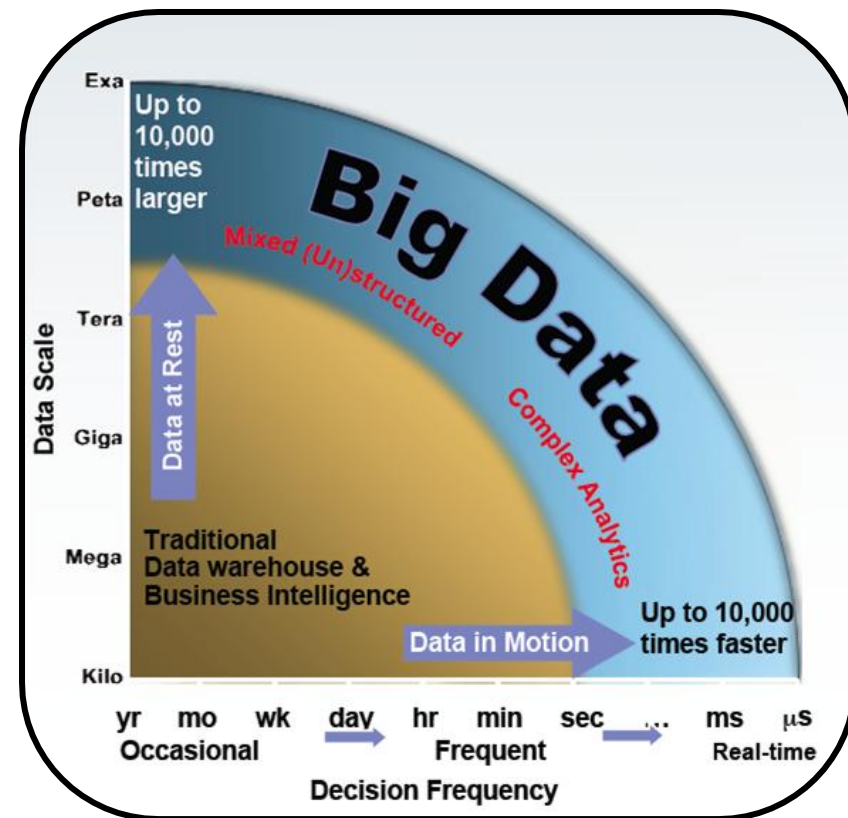 Exa
Up to
10,000
times
larger
Peta
Big Data
Mixed (Un)structured
Complex Analytics
Tera
Data Scale
Data at Rest
Giga
Mega
Traditional
Data warehouse &
Business Intelligence
Up to 10,000
times faster
Data in Motion
Kilo
yr mo wk day hr min sec ... ms µs
Occasional Frequent Real-time
Decision Frequency